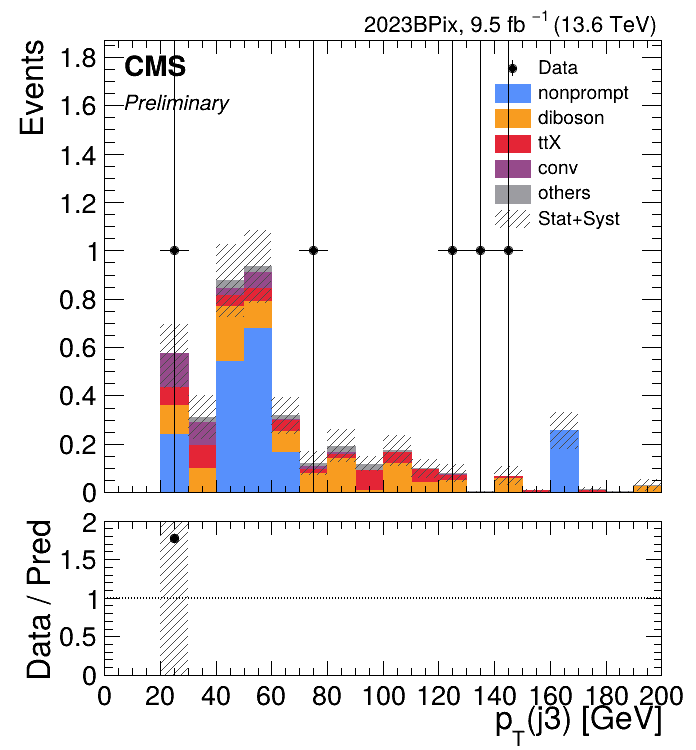 2023BPix, 9.5 fb⁻¹ (13.6 TeV)
CMS
Preliminary
Events
1.8
1.6
1.4
1.2
1
0.8
0.6
0.4
0.2
0
Data
nonprompt
diboson
ttX
conv
others
Stat+Syst
Data / Pred
2
1.5
1
0.5
0
0 20 40 60 80 100 120 140 160 180 200
p_T(j3) [GeV]